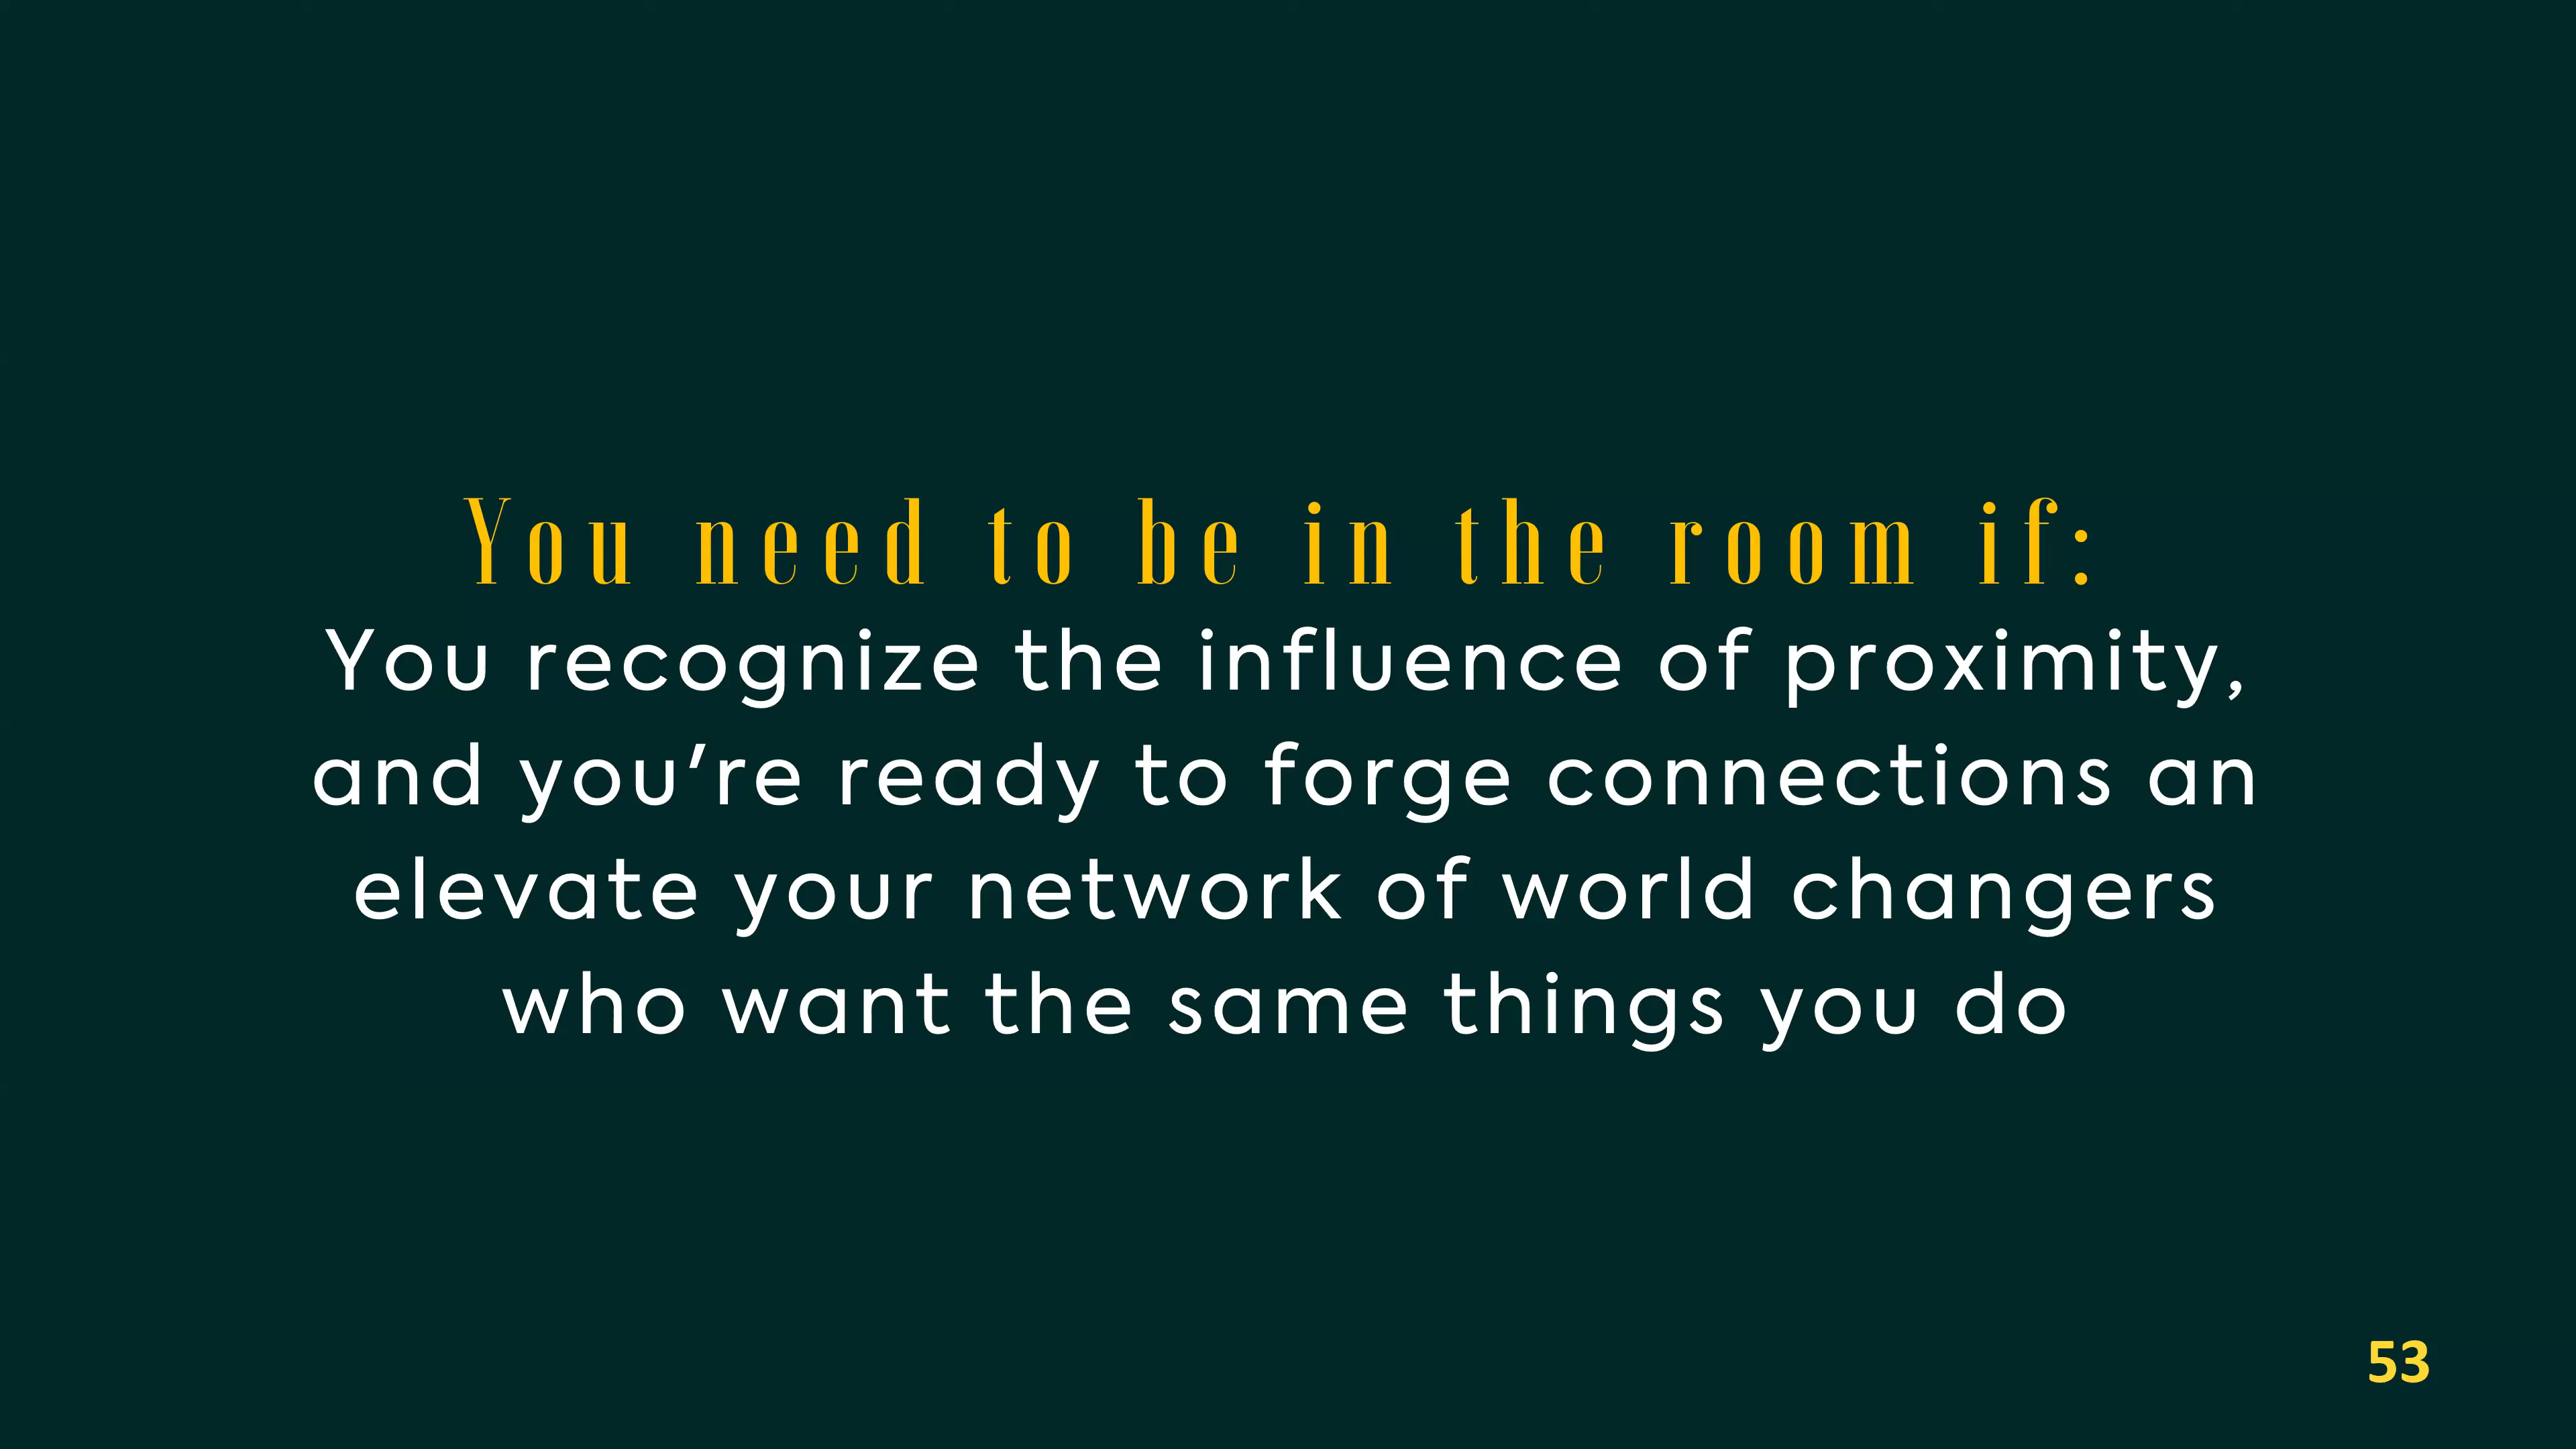 You need to be in the room if:
You recognize the influence of proximity,
and you’re ready to forge connections an
elevate your network of world changers
who want the same things you do
53